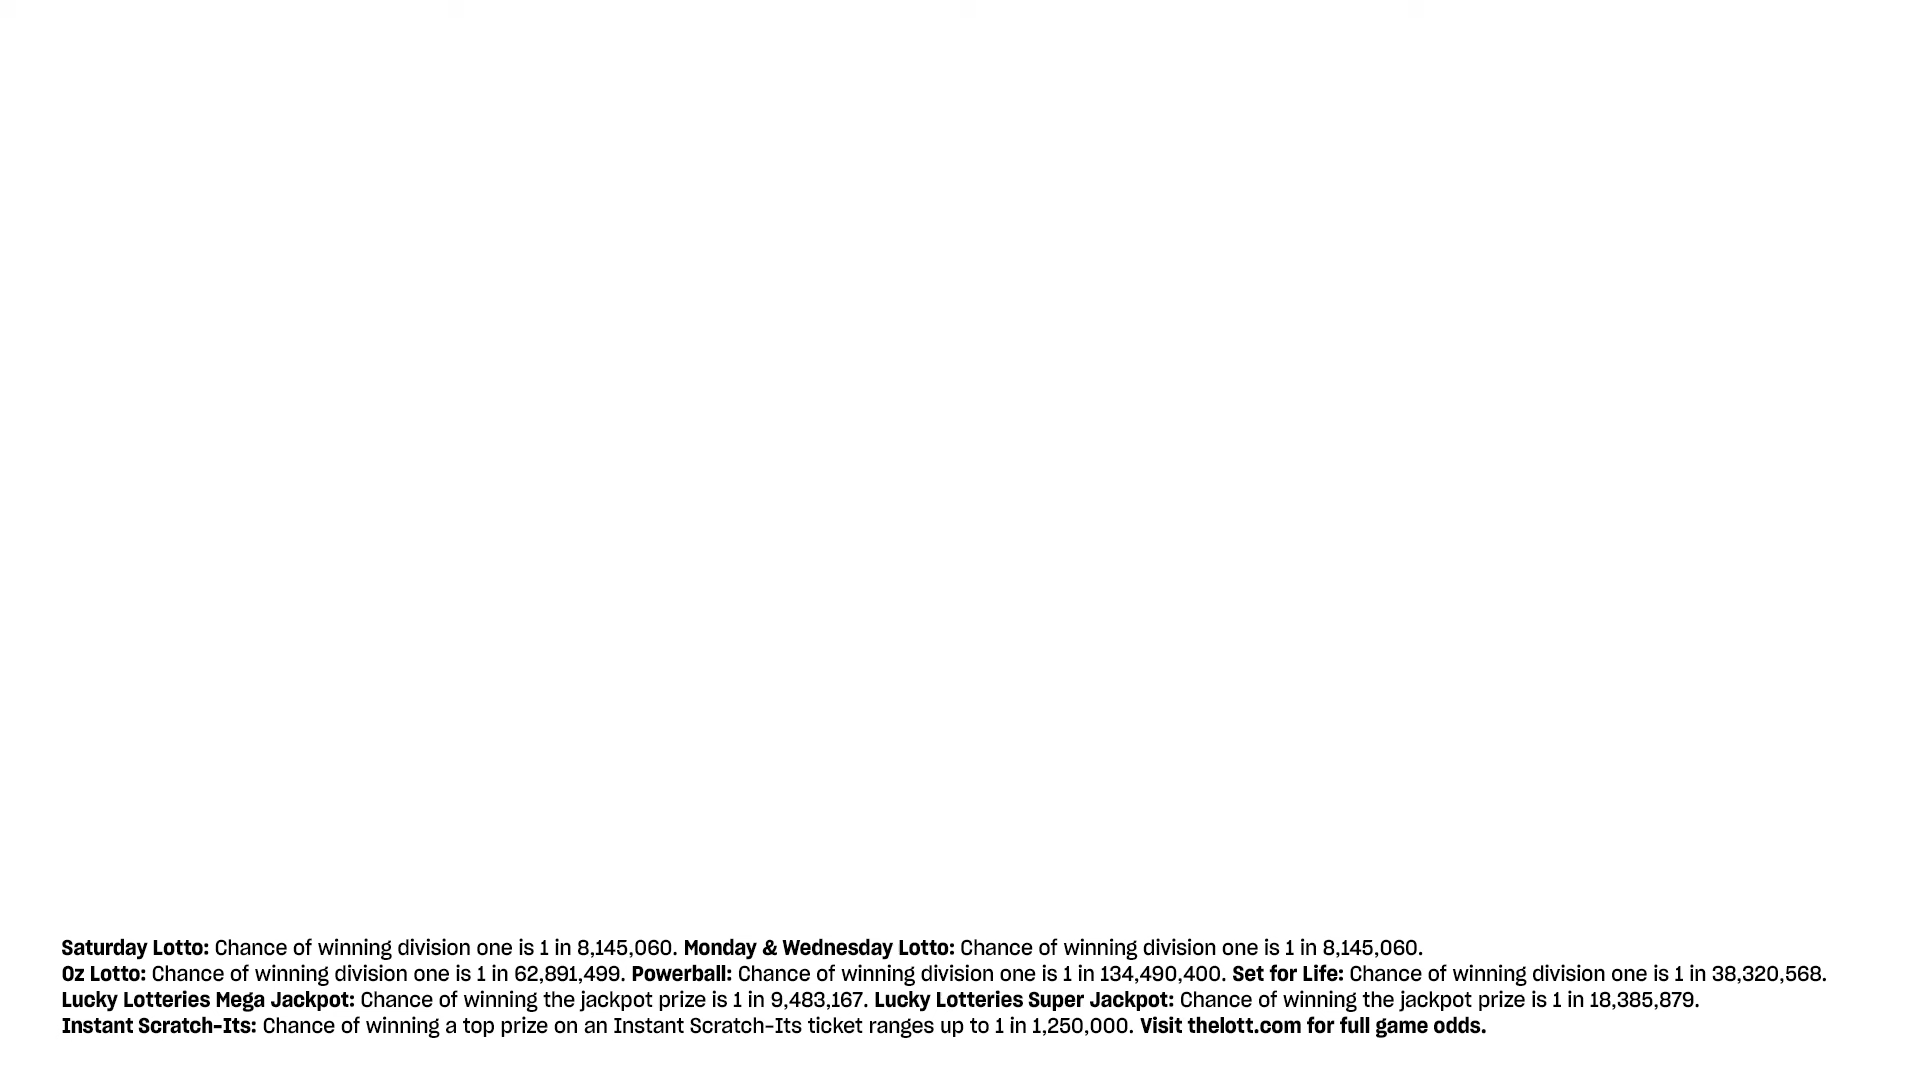 Saturday Lotto: Chance of winning division one is 1 in 8,145,060. Monday & Wednesday Lotto: Chance of winning division one is 1 in 8,145,060.
Oz Lotto: Chance of winning division one is 1 in 62,891,499. Powerball: Chance of winning division one is 1 in 134,490,400. Set for Life: Chance of winning division one is 1 in 38,320,568.
Lucky Lotteries Mega Jackpot: Chance of winning the jackpot prize is 1 in 9,483,167. Lucky Lotteries Super Jackpot: Chance of winning the jackpot prize is 1 in 18,385,879.
Instant Scratch-Its: Chance of winning a top prize on an Instant Scratch-Its ticket ranges up to 1 in 1,250,000. Visit thelott.com for full game odds.